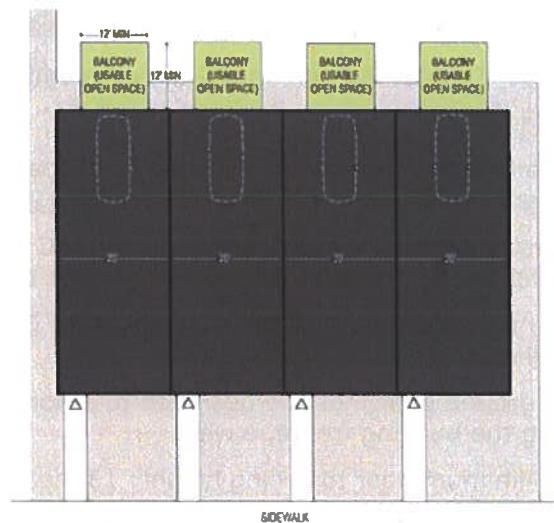 12' MIN
BALCONY
(USABLE
OPEN SPACE)
12' MIN
BALCONY
(USABLE
OPEN SPACE)
BALCONY
(USABLE
OPEN SPACE)
BALCONY
(USABLE
OPEN SPACE)
SIDEWALK